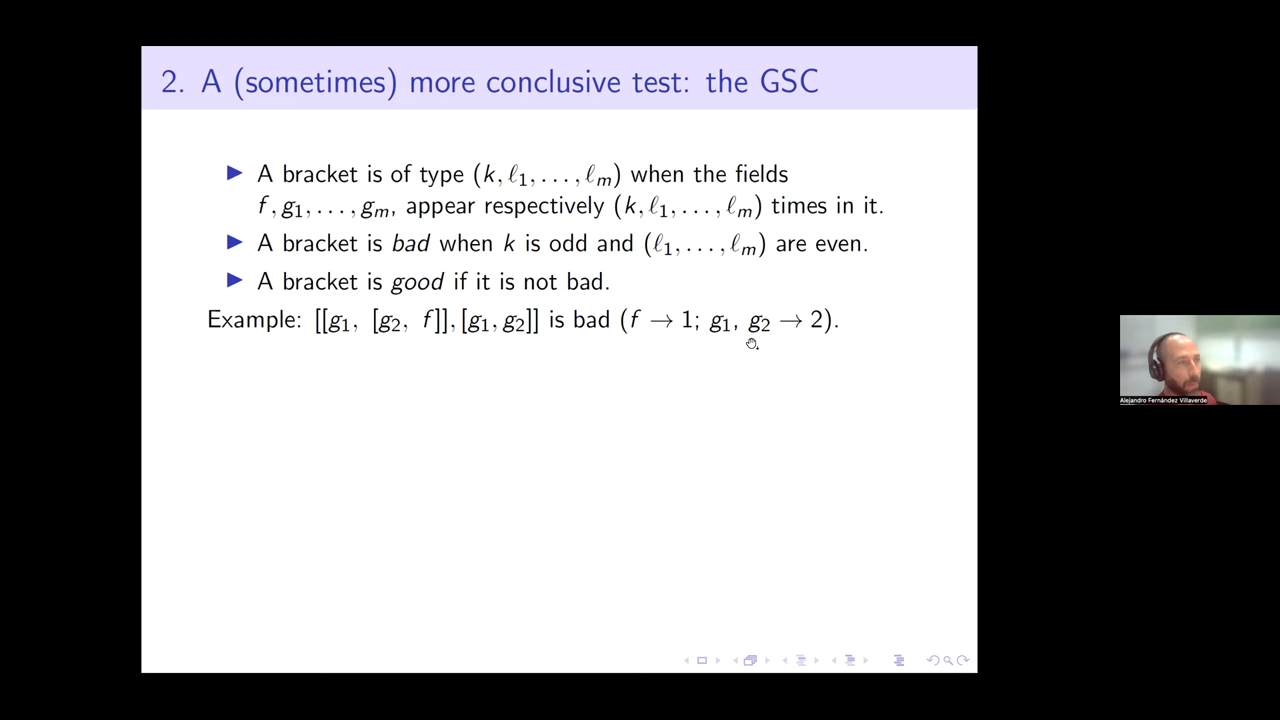 2. A (sometimes) more conclusive test: the GSC
▶ A bracket is of type (k, ℓ₁, . . . , ℓₘ) when the fields
f, g₁, . . . , gₘ, appear respectively (k, ℓ₁, . . . , ℓₘ) times in it.
▶ A bracket is bad when k is odd and (ℓ₁, . . . , ℓₘ) are even.
▶ A bracket is good if it is not bad.
Example: [[g₁, [g₂, f]], [g₁, g₂]] is bad (f → 1; g₁, g₂ → 2).
Alejandro Fernández Villaverde